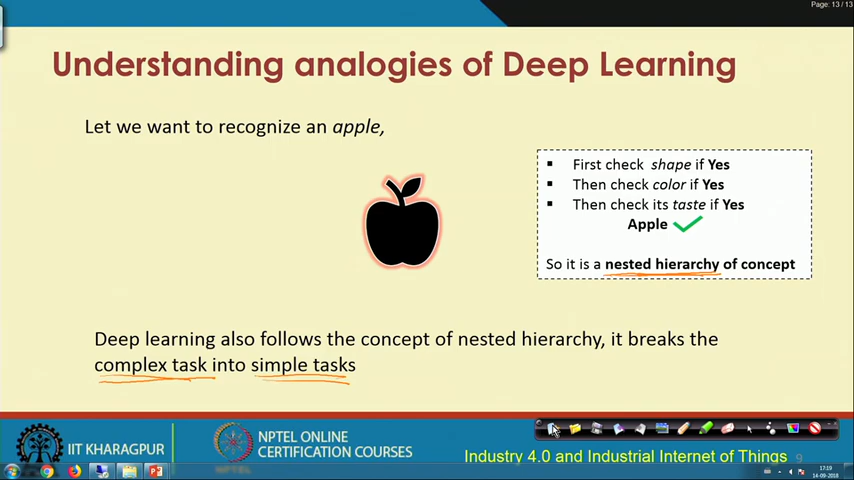 Page: 13 / 13
Understanding analogies of Deep Learning
Let we want to recognize an apple,
First check shape if Yes
Then check color if Yes
Then check its taste if Yes
Apple
So it is a nested hierarchy of concept
Deep learning also follows the concept of nested hierarchy, it breaks the
complex task into simple tasks
IIT KHARAGPUR
NPTEL ONLINE
CERTIFICATION COURSES
NPTEL
Industry 4.0 and Industrial Internet of Things
9
17:19
14-09-2018